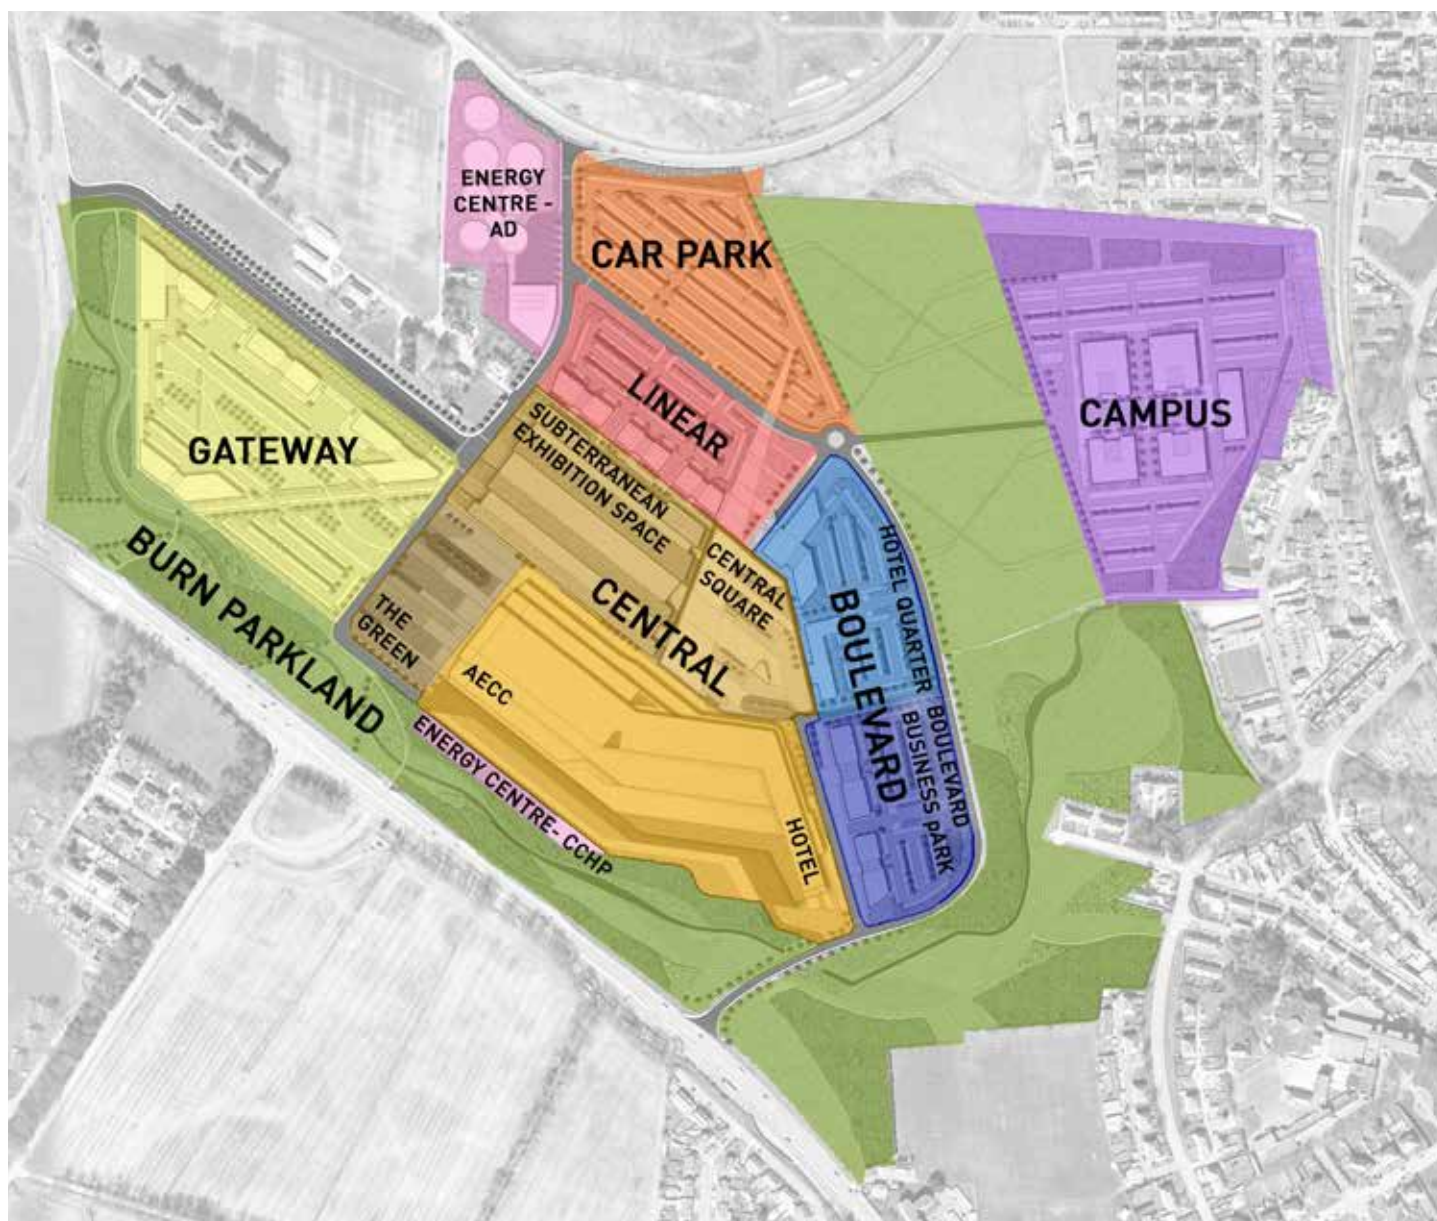 ENERGY
CENTRE -
AD
CAR PARK
LINEAR
CAMPUS
GATEWAY
SUBTERRANEAN
EXHIBITION SPACE
CENTRAL
SQUARE
CENTRAL
THE
GREEN
BURN PARKLAND
AECC
ENERGY CENTRE- CCHP
HOTEL
BOULEVARD
HOTEL QUARTER
BOULEVARD
BUSINESS pARK